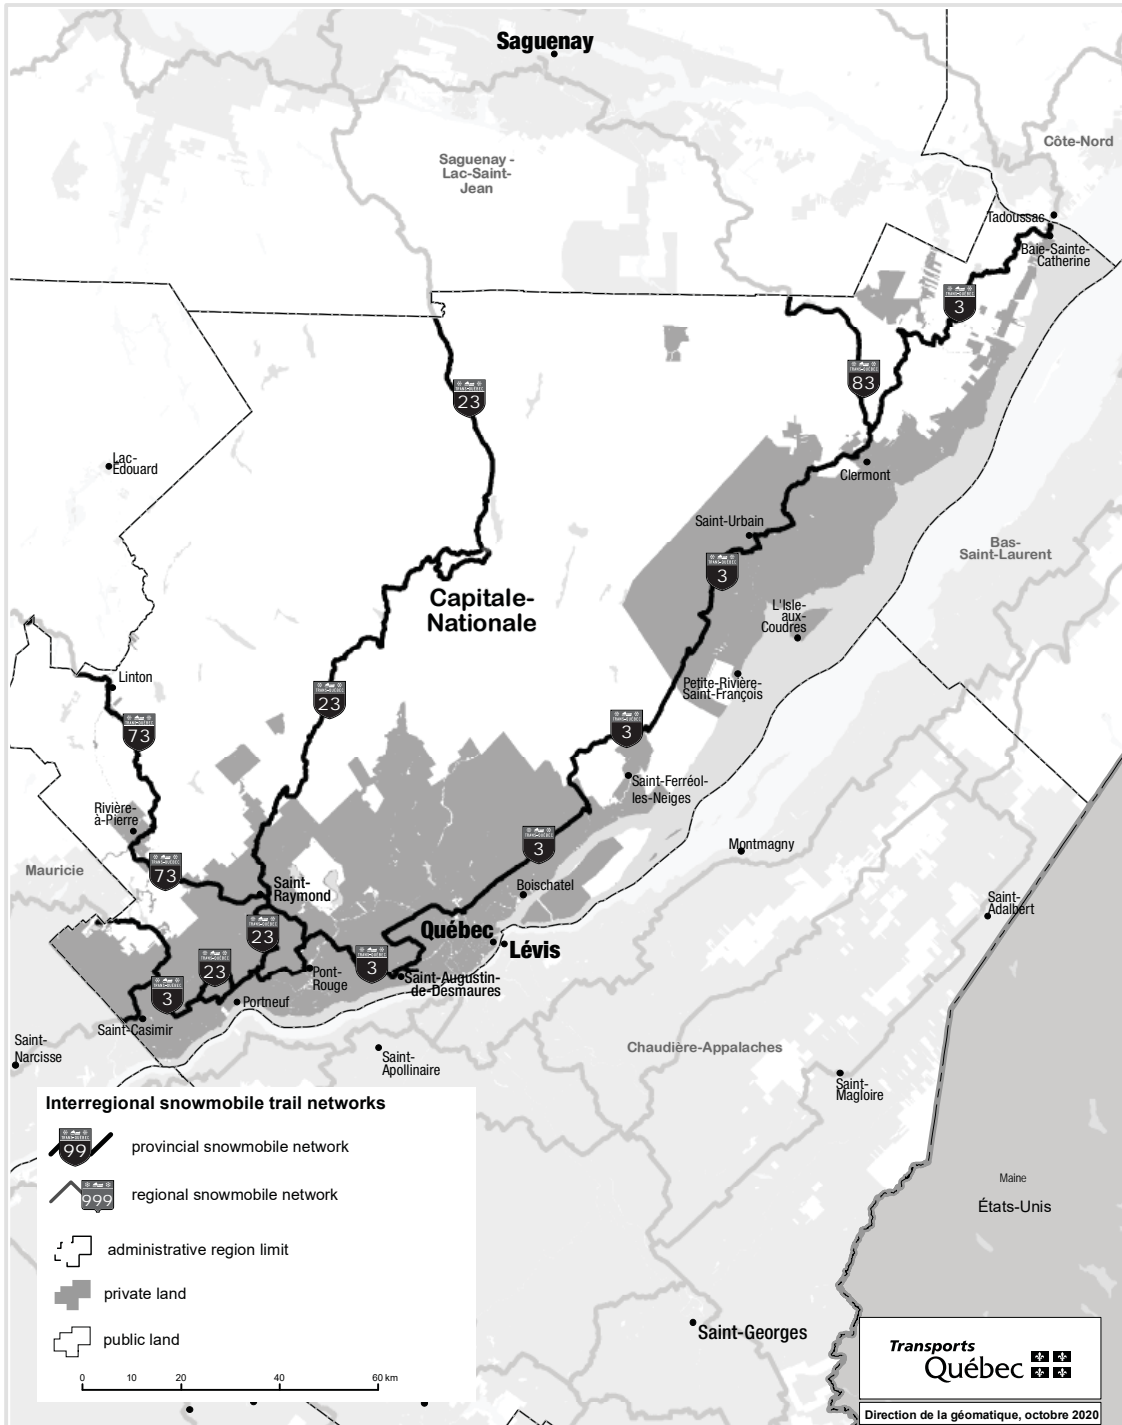 Saguenay
Côte-Nord
Saguenay -
Lac-Saint-
Jean
Tadoussac
Baie-Sainte-
Catherine
3
83
23
Lac-
Édouard
Clermont
Saint-Urbain
Bas-
Saint-Laurent
3
Capitale-
Nationale
L'Isle-
aux-
Coudres
Linton
Petite-Rivière-
Saint-François
23
73
3
Saint-Ferréol-
les-Neiges
Rivière-
à-Pierre
Montmagny
3
Mauricie
73
Saint-
Raymond
Boischatel
Saint-
Adalbert
Québec
Lévis
23
23
3
Pont-
Rouge
Saint-Augustin-
de-Desmaures
3
Portneuf
Saint-Casimir
Saint-
Narcisse
Saint-
Apollinaire
Chaudière-Appalaches
Saint-
Magloire
Interregional snowmobile trail networks
TRANS-QUÉBEC
99
provincial snowmobile network
999
regional snowmobile network
administrative region limit
private land
public land
0 20 40 60 km
Maine
États-Unis
Saint-Georges
Transports
Québec
Direction de la géomatique, octobre 2020